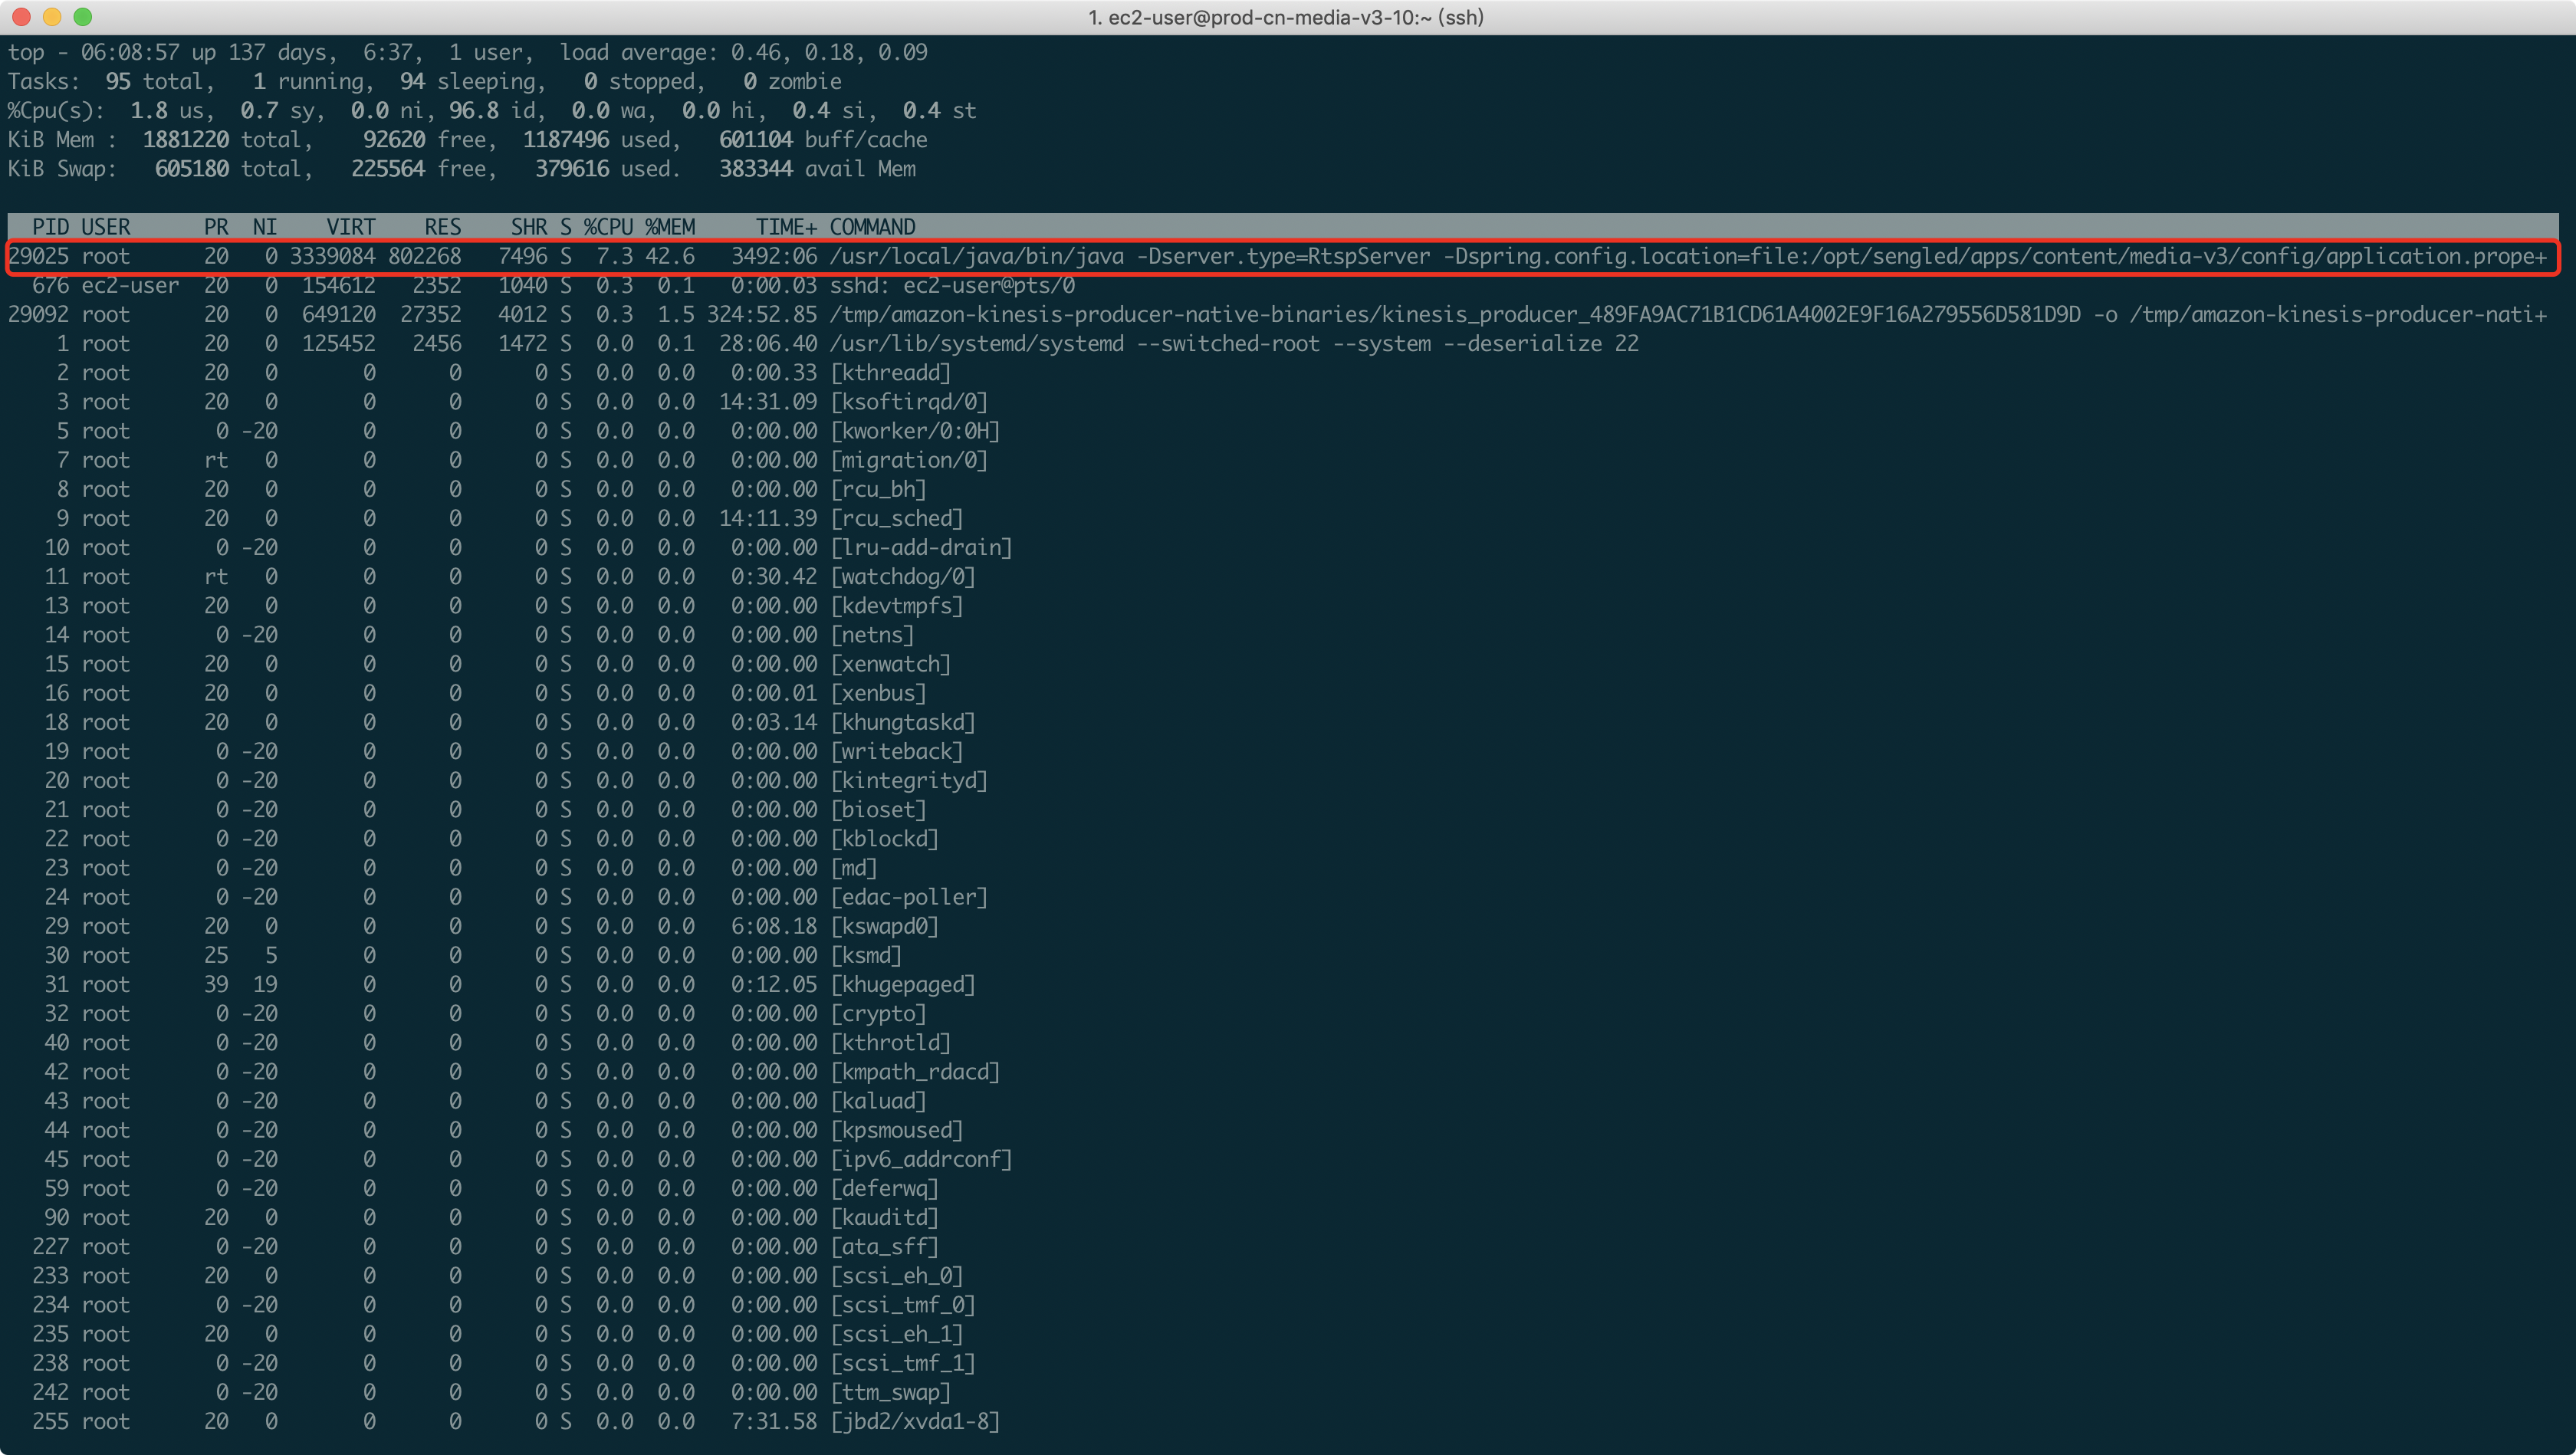 1. ec2-user@prod-cn-media-v3-10:~ (ssh)
top - 06:08:57 up 137 days,  6:37,  1 user,  load average: 0.46, 0.18, 0.09
Tasks:  95 total,   1 running,  94 sleeping,   0 stopped,   0 zombie
%Cpu(s):  1.8 us,  0.7 sy,  0.0 ni, 96.8 id,  0.0 wa,  0.0 hi,  0.4 si,  0.4 st
KiB Mem :  1881220 total,    92620 free,  1187496 used,   601104 buff/cache
KiB Swap:   605180 total,   225564 free,   379616 used.   383344 avail Mem
PID USER PR NI VIRT RES SHR S %CPU %MEM TIME+ COMMAND
29025 root 20 0 3339084 802268 7496 S 7.3 42.6 3492:06 /usr/local/java/bin/java -Dserver.type=RtspServer -Dspring.config.location=file:/opt/sengled/apps/content/media-v3/config/application.prope+
676 ec2-user 20 0 154612 2352 1040 S 0.3 0.1 0:00.03 sshd: ec2-user@pts/0
29092 root 20 0 649120 27352 4012 S 0.3 1.5 324:52.85 /tmp/amazon-kinesis-producer-native-binaries/kinesis_producer_489FA9AC71B1CD61A4002E9F16A279556D581D9D -o /tmp/amazon-kinesis-producer-nati+
1 root 20 0 125452 2456 1472 S 0.0 0.1 28:06.40 /usr/lib/systemd/systemd --switched-root --system --deserialize 22
2 root 20 0 0 0 0 S 0.0 0.0 0:00.33 [kthreadd]
3 root 20 0 0 0 0 S 0.0 0.0 14:31.09 [ksoftirqd/0]
5 root 0 -20 0 0 0 S 0.0 0.0 0:00.00 [kworker/0:0H]
7 root rt 0 0 0 0 S 0.0 0.0 0:00.00 [migration/0]
8 root 20 0 0 0 0 S 0.0 0.0 0:00.00 [rcu_bh]
9 root 20 0 0 0 0 S 0.0 0.0 14:11.39 [rcu_sched]
10 root 0 -20 0 0 0 S 0.0 0.0 0:00.00 [lru-add-drain]
11 root rt 0 0 0 0 S 0.0 0.0 0:30.42 [watchdog/0]
13 root 20 0 0 0 0 S 0.0 0.0 0:00.00 [kdevtmpfs]
14 root 0 -20 0 0 0 S 0.0 0.0 0:00.00 [netns]
15 root 20 0 0 0 0 S 0.0 0.0 0:00.00 [xenwatch]
16 root 20 0 0 0 0 S 0.0 0.0 0:00.01 [xenbus]
18 root 20 0 0 0 0 S 0.0 0.0 0:03.14 [khungtaskd]
19 root 0 -20 0 0 0 S 0.0 0.0 0:00.00 [writeback]
20 root 0 -20 0 0 0 S 0.0 0.0 0:00.00 [kintegrityd]
21 root 0 -20 0 0 0 S 0.0 0.0 0:00.00 [bioset]
22 root 0 -20 0 0 0 S 0.0 0.0 0:00.00 [kblockd]
23 root 0 -20 0 0 0 S 0.0 0.0 0:00.00 [md]
24 root 0 -20 0 0 0 S 0.0 0.0 0:00.00 [edac-poller]
29 root 20 0 0 0 0 S 0.0 0.0 6:08.18 [kswapd0]
30 root 25 5 0 0 0 S 0.0 0.0 0:00.00 [ksmd]
31 root 39 19 0 0 0 S 0.0 0.0 0:12.05 [khugepaged]
32 root 0 -20 0 0 0 S 0.0 0.0 0:00.00 [crypto]
40 root 0 -20 0 0 0 S 0.0 0.0 0:00.00 [kthrotld]
42 root 0 -20 0 0 0 S 0.0 0.0 0:00.00 [kmpath_rdacd]
43 root 0 -20 0 0 0 S 0.0 0.0 0:00.00 [kaluad]
44 root 0 -20 0 0 0 S 0.0 0.0 0:00.00 [kpsmoused]
45 root 0 -20 0 0 0 S 0.0 0.0 0:00.00 [ipv6_addrconf]
59 root 0 -20 0 0 0 S 0.0 0.0 0:00.00 [deferwq]
90 root 20 0 0 0 0 S 0.0 0.0 0:00.00 [kauditd]
227 root 0 -20 0 0 0 S 0.0 0.0 0:00.00 [ata_sff]
233 root 20 0 0 0 0 S 0.0 0.0 0:00.00 [scsi_eh_0]
234 root 0 -20 0 0 0 S 0.0 0.0 0:00.00 [scsi_tmf_0]
235 root 20 0 0 0 0 S 0.0 0.0 0:00.00 [scsi_eh_1]
238 root 0 -20 0 0 0 S 0.0 0.0 0:00.00 [scsi_tmf_1]
242 root 0 -20 0 0 0 S 0.0 0.0 0:00.00 [ttm_swap]
255 root 20 0 0 0 0 S 0.0 0.0 7:31.58 [jbd2/xvda1-8]